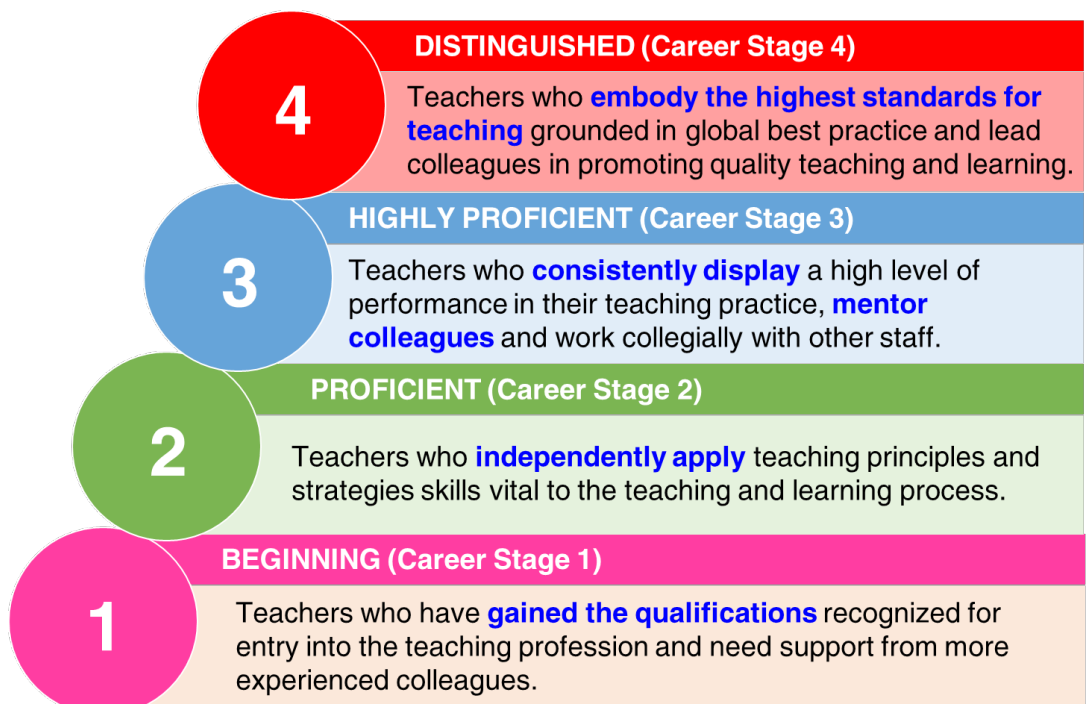 4
DISTINGUISHED (Career Stage 4)
Teachers who embody the highest standards for
teaching grounded in global best practice and lead
colleagues in promoting quality teaching and learning.
3
HIGHLY PROFICIENT (Career Stage 3)
Teachers who consistently display a high level of
performance in their teaching practice, mentor
colleagues and work collegially with other staff.
2
PROFICIENT (Career Stage 2)
Teachers who independently apply teaching principles and
strategies skills vital to the teaching and learning process.
1
BEGINNING (Career Stage 1)
Teachers who have gained the qualifications recognized for
entry into the teaching profession and need support from more
experienced colleagues.